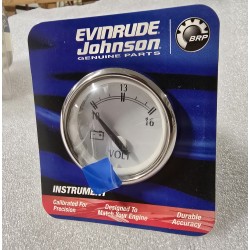 EVINRUDE
Johnson
GENUINE PARTS
BRP
10 13 16
VOLT
INSTRUMENT
Calibrated For
Precision
Designed To
Match Your Engine
Durable
Accuracy